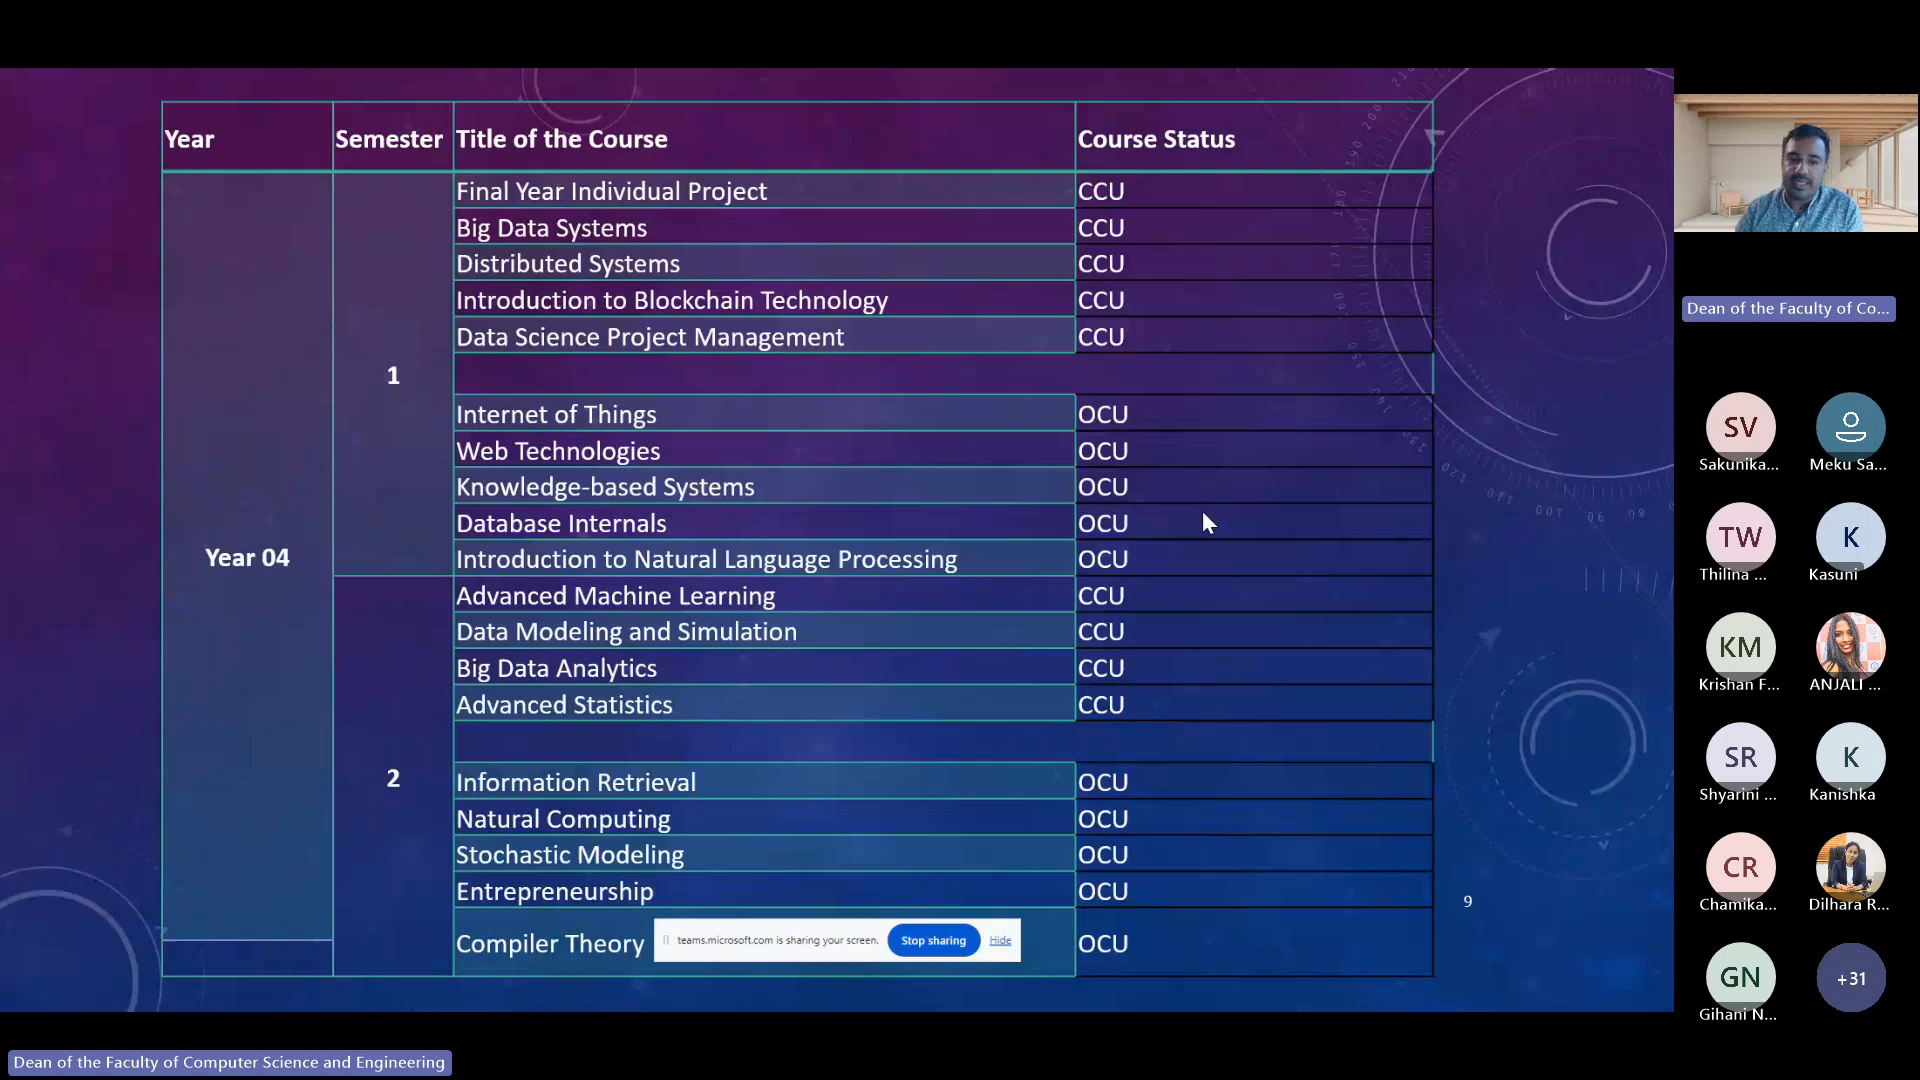 Year Semester Title of the Course Course Status
Year 04
1
Final Year Individual Project CCU
Big Data Systems CCU
Distributed Systems CCU
Introduction to Blockchain Technology CCU
Data Science Project Management CCU
Internet of Things OCU
Web Technologies OCU
Knowledge-based Systems OCU
Database Internals OCU
Introduction to Natural Language Processing OCU
2
Advanced Machine Learning CCU
Data Modeling and Simulation CCU
Big Data Analytics CCU
Advanced Statistics CCU
Information Retrieval OCU
Natural Computing OCU
Stochastic Modeling OCU
Entrepreneurship OCU
Compiler Theory OCU
teams.microsoft.com is sharing your screen. Stop sharing Hide
9
Dean of the Faculty of Co...
SV
Sakunika... Meku Sa...
TW K
Thilina ... Kasuni
KM
Krishan F... ANJALI ...
SR K
Shyarini ... Kanishka
CR
Chamika... Dilhara R...
GN +31
Gihani N...
Dean of the Faculty of Computer Science and Engineering